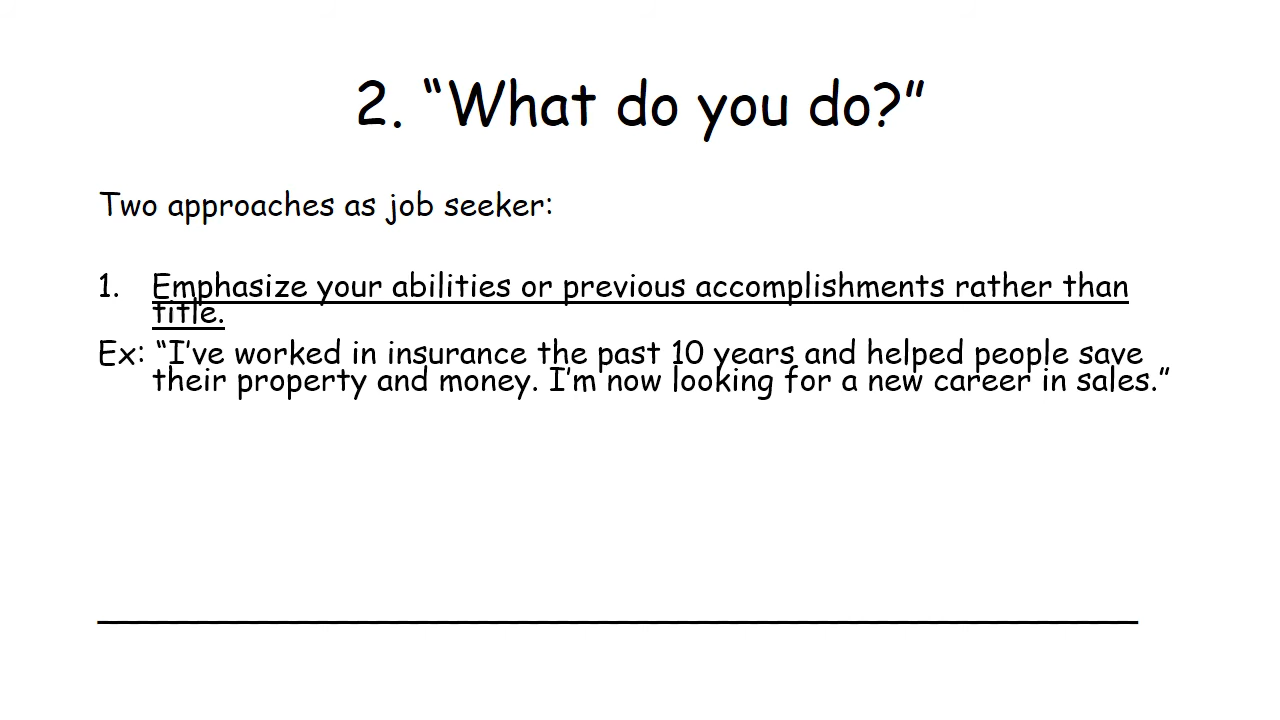 2. “What do you do?”
Two approaches as job seeker:
1. Emphasize your abilities or previous accomplishments rather than
title.
Ex: “I’ve worked in insurance the past 10 years and helped people save
their property and money. I’m now looking for a new career in sales.”